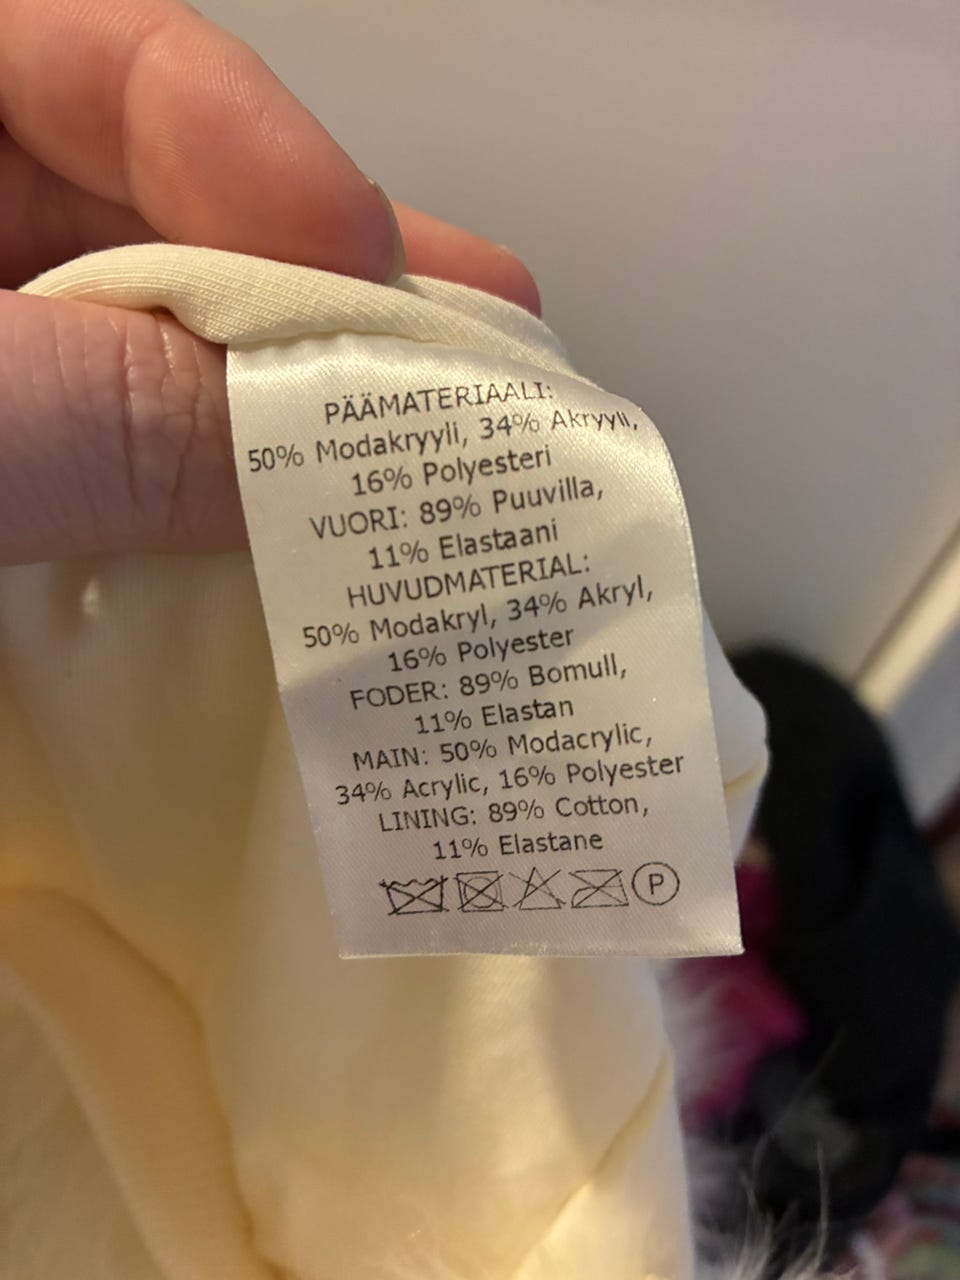 PÄÄMATERIAALI:
50% Modakryyli, 34% Akryyli,
16% Polyesteri
VUORI: 89% Puuvilla,
11% Elastaani
HUVUDMATERIAL:
50% Modakryl, 34% Akryl,
16% Polyester
FODER: 89% Bomull,
11% Elastan
MAIN: 50% Modacrylic,
34% Acrylic, 16% Polyester
LINING: 89% Cotton,
11% Elastane
P